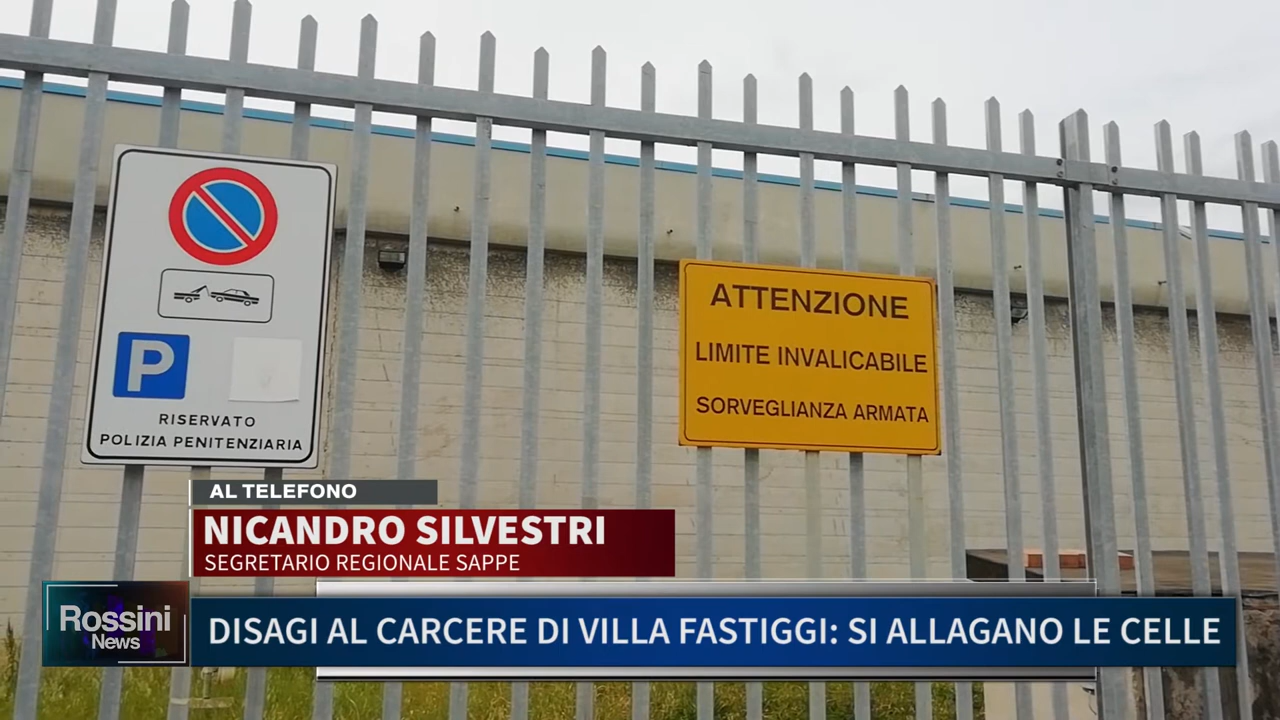 P
RISERVATO
POLIZIA PENITENZIARIA
ATTENZIONE
LIMITE INVALICABILE
SORVEGLIANZA ARMATA
AL TELEFONO
NICANDRO SILVESTRI
SEGRETARIO REGIONALE SAPPE
Rossini
News
DISAGI AL CARCERE DI VILLA FASTIGGI: SI ALLAGANO LE CELLE